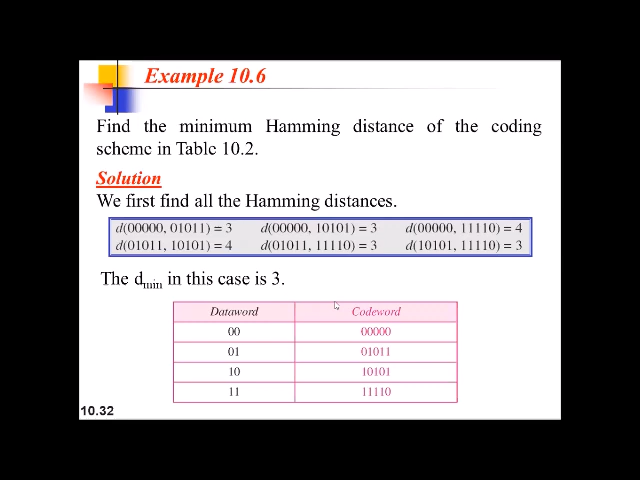 Example 10.6
Find the minimum Hamming distance of the coding
scheme in Table 10.2.
Solution
We first find all the Hamming distances.
d(00000, 01011) = 3 d(00000, 10101) = 3 d(00000, 11110) = 4
d(01011, 10101) = 4 d(01011, 11110) = 3 d(10101, 11110) = 3
The dmin in this case is 3.
Dataword Codeword
00 00000
01 01011
10 10101
11 11110
10.32